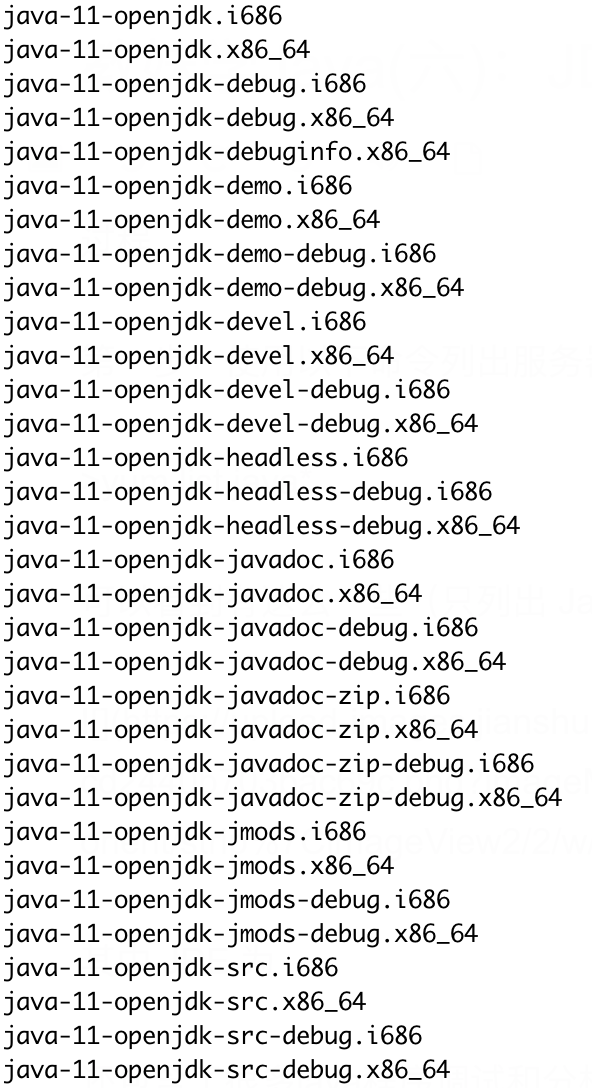 java-11-openjdk.i686
java-11-openjdk.x86_64
java-11-openjdk-debug.i686
java-11-openjdk-debug.x86_64
java-11-openjdk-debuginfo.x86_64
java-11-openjdk-demo.i686
java-11-openjdk-demo.x86_64
java-11-openjdk-demo-debug.i686
java-11-openjdk-demo-debug.x86_64
java-11-openjdk-devel.i686
java-11-openjdk-devel.x86_64
java-11-openjdk-devel-debug.i686
java-11-openjdk-devel-debug.x86_64
java-11-openjdk-headless.i686
java-11-openjdk-headless-debug.i686
java-11-openjdk-headless-debug.x86_64
java-11-openjdk-javadoc.i686
java-11-openjdk-javadoc.x86_64
java-11-openjdk-javadoc-debug.i686
java-11-openjdk-javadoc-debug.x86_64
java-11-openjdk-javadoc-zip.i686
java-11-openjdk-javadoc-zip.x86_64
java-11-openjdk-javadoc-zip-debug.i686
java-11-openjdk-javadoc-zip-debug.x86_64
java-11-openjdk-jmods.i686
java-11-openjdk-jmods.x86_64
java-11-openjdk-jmods-debug.i686
java-11-openjdk-jmods-debug.x86_64
java-11-openjdk-src.i686
java-11-openjdk-src.x86_64
java-11-openjdk-src-debug.i686
java-11-openjdk-src-debug.x86_64